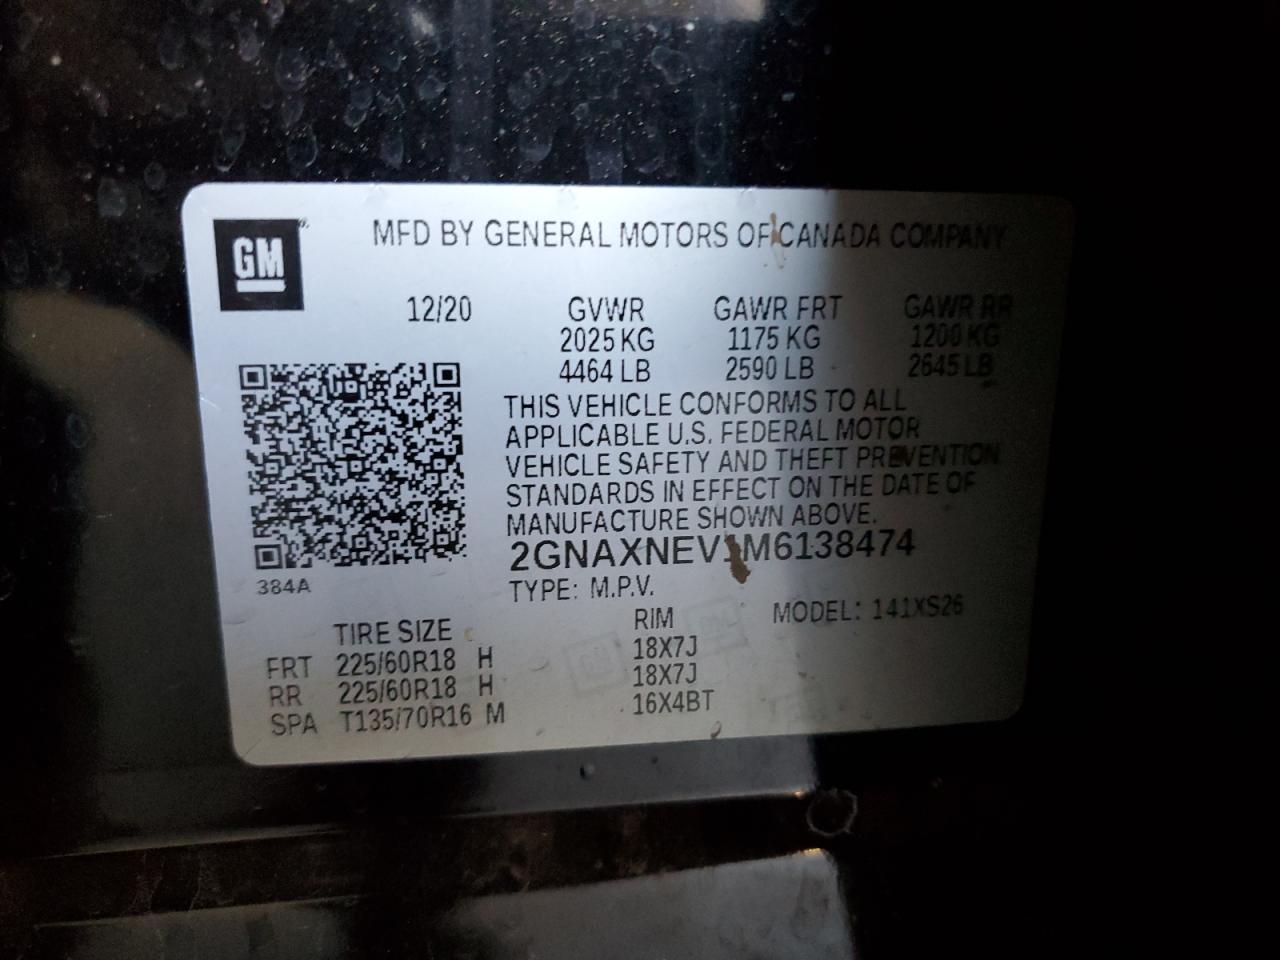 GM
MFD BY GENERAL MOTORS OF CANADA COMPANY
12/20 GVWR GAWR FRT GAWR RR
2025 KG 1175 KG 1200 KG
4464 LB 2590 LB 2645 LB
THIS VEHICLE CONFORMS TO ALL
APPLICABLE U.S. FEDERAL MOTOR
VEHICLE SAFETY AND THEFT PREVENTION
STANDARDS IN EFFECT ON THE DATE OF
MANUFACTURE SHOWN ABOVE.
2GNAXNEV1M6138474
384A
TYPE: M.P.V.
MODEL: 141XS26
TIRE SIZE RIM
FRT 225/60R18 H 18X7J
RR 225/60R18 H 18X7J
SPA T135/70R16 M 16X4BT